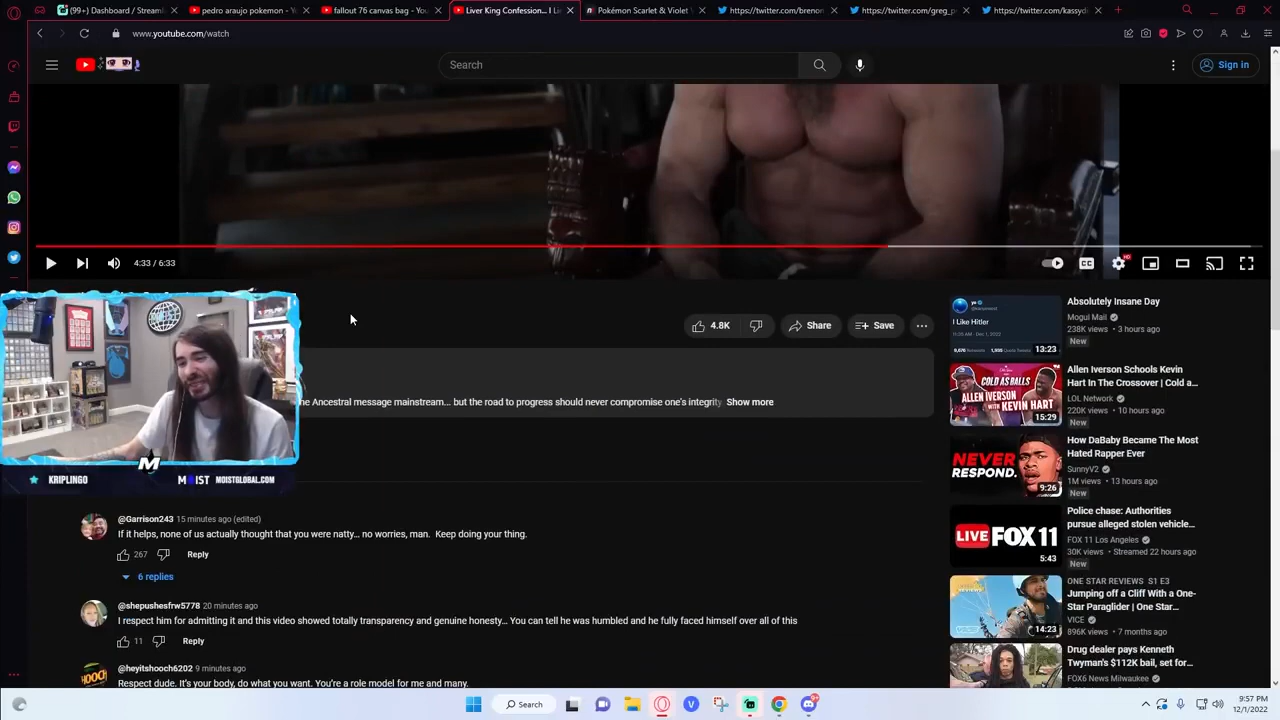 (99+) Dashboard / Streaml
pedro araujo pokemon - Yo
fallout 76 canvas bag - You
Liver King Confession... I Li
Pokémon Scarlet & Violet
https://twitter.com/brenon
https://twitter.com/greg_p
https://twitter.com/kassydi
www.youtube.com/watch
Search
Sign in
4:33 / 6:33
CC
HD
4.8K
Share
Save
ne Ancestral message mainstream... but the road to progress should never compromise one's integrity. Show more
KRIPLINGO
M
MOIST
MOISTGLOBAL.COM
@Garrison243 15 minutes ago (edited)
If it helps, none of us actually thought that you were natty... no worries, man. Keep doing your thing.
267
Reply
6 replies
@shepushesfrw5778 20 minutes ago
I respect him for admitting it and this video showed totally transparency and genuine honesty... You can tell he was humbled and he fully faced himself over all of this
11
Reply
@heyitshooch6202 9 minutes ago
Respect dude. It's your body, do what you want. You're a role model for me and many.
ye
I Like Hitler
13:23
Absolutely Insane Day
Mogul Mail
238K views • 3 hours ago
New
COLD AS BALLS
ALLEN IVERSON
WITH KEVIN HART
15:29
Allen Iverson Schools Kevin
Hart In The Crossover | Cold a...
LOL Network
220K views • 10 hours ago
New
NEVER
RESPOND.
9:26
How DaBaby Became The Most
Hated Rapper Ever
SunnyV2
1M views • 13 hours ago
New
LIVE FOX 11
5:43
Police chase: Authorities
pursue alleged stolen vehicle...
FOX 11 Los Angeles
30K views • Streamed 22 hours ago
New
ONE STAR
REVIEWS
14:23
ONE STAR REVIEWS S1 E3
Jumping off a Cliff With a One-
Star Paraglider | One Star...
VICE
896K views • 7 months ago
Drug dealer pays Kenneth
Twyman's $112K bail, set for...
FOX6 News Milwaukee
Search
9:57 PM
12/1/2022